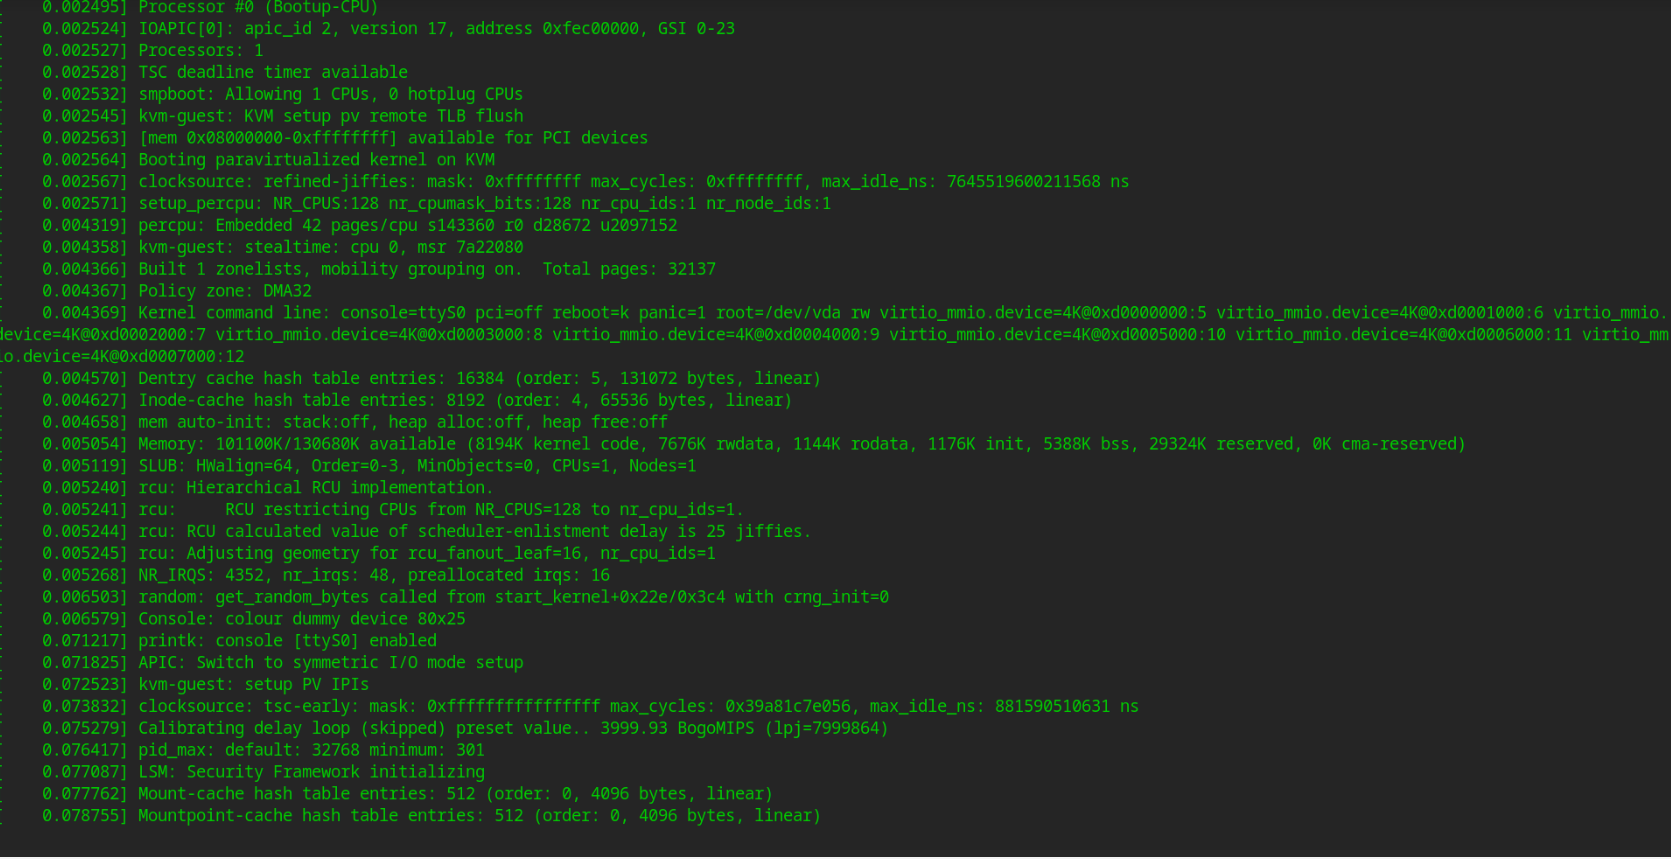 [    0.002495] Processor #0 (Bootup-CPU)
[    0.002524] IOAPIC[0]: apic_id 2, version 17, address 0xfec00000, GSI 0-23
[    0.002527] Processors: 1
[    0.002528] TSC deadline timer available
[    0.002532] smpboot: Allowing 1 CPUs, 0 hotplug CPUs
[    0.002545] kvm-guest: KVM setup pv remote TLB flush
[    0.002563] [mem 0x08000000-0xffffffff] available for PCI devices
[    0.002564] Booting paravirtualized kernel on KVM
[    0.002567] clocksource: refined-jiffies: mask: 0xffffffff max_cycles: 0xffffffff, max_idle_ns: 7645519600211568 ns
[    0.002571] setup_percpu: NR_CPUS:128 nr_cpumask_bits:128 nr_cpu_ids:1 nr_node_ids:1
[    0.004319] percpu: Embedded 42 pages/cpu s143360 r0 d28672 u2097152
[    0.004358] kvm-guest: stealtime: cpu 0, msr 7a22080
[    0.004366] Built 1 zonelists, mobility grouping on.  Total pages: 32137
[    0.004367] Policy zone: DMA32
[    0.004369] Kernel command line: console=ttyS0 pci=off reboot=k panic=1 root=/dev/vda rw virtio_mmio.device=4K@0xd0000000:5 virtio_mmio.device=4K@0xd0001000:6 virtio_mmio.
device=4K@0xd0002000:7 virtio_mmio.device=4K@0xd0003000:8 virtio_mmio.device=4K@0xd0004000:9 virtio_mmio.device=4K@0xd0005000:10 virtio_mmio.device=4K@0xd0006000:11 virtio_mm
io.device=4K@0xd0007000:12
[    0.004570] Dentry cache hash table entries: 16384 (order: 5, 131072 bytes, linear)
[    0.004627] Inode-cache hash table entries: 8192 (order: 4, 65536 bytes, linear)
[    0.004658] mem auto-init: stack:off, heap alloc:off, heap free:off
[    0.005054] Memory: 101100K/130680K available (8194K kernel code, 7676K rwdata, 1144K rodata, 1176K init, 5388K bss, 29324K reserved, 0K cma-reserved)
[    0.005119] SLUB: HWalign=64, Order=0-3, MinObjects=0, CPUs=1, Nodes=1
[    0.005240] rcu: Hierarchical RCU implementation.
[    0.005241] rcu:     RCU restricting CPUs from NR_CPUS=128 to nr_cpu_ids=1.
[    0.005244] rcu: RCU calculated value of scheduler-enlistment delay is 25 jiffies.
[    0.005245] rcu: Adjusting geometry for rcu_fanout_leaf=16, nr_cpu_ids=1
[    0.005268] NR_IRQS: 4352, nr_irqs: 48, preallocated irqs: 16
[    0.006503] random: get_random_bytes called from start_kernel+0x22e/0x3c4 with crng_init=0
[    0.006579] Console: colour dummy device 80x25
[    0.071217] printk: console [ttyS0] enabled
[    0.071825] APIC: Switch to symmetric I/O mode setup
[    0.072523] kvm-guest: setup PV IPIs
[    0.073832] clocksource: tsc-early: mask: 0xffffffffffffffff max_cycles: 0x39a81c7e056, max_idle_ns: 881590510631 ns
[    0.075279] Calibrating delay loop (skipped) preset value.. 3999.93 BogoMIPS (lpj=7999864)
[    0.076417] pid_max: default: 32768 minimum: 301
[    0.077087] LSM: Security Framework initializing
[    0.077762] Mount-cache hash table entries: 512 (order: 0, 4096 bytes, linear)
[    0.078755] Mountpoint-cache hash table entries: 512 (order: 0, 4096 bytes, linear)